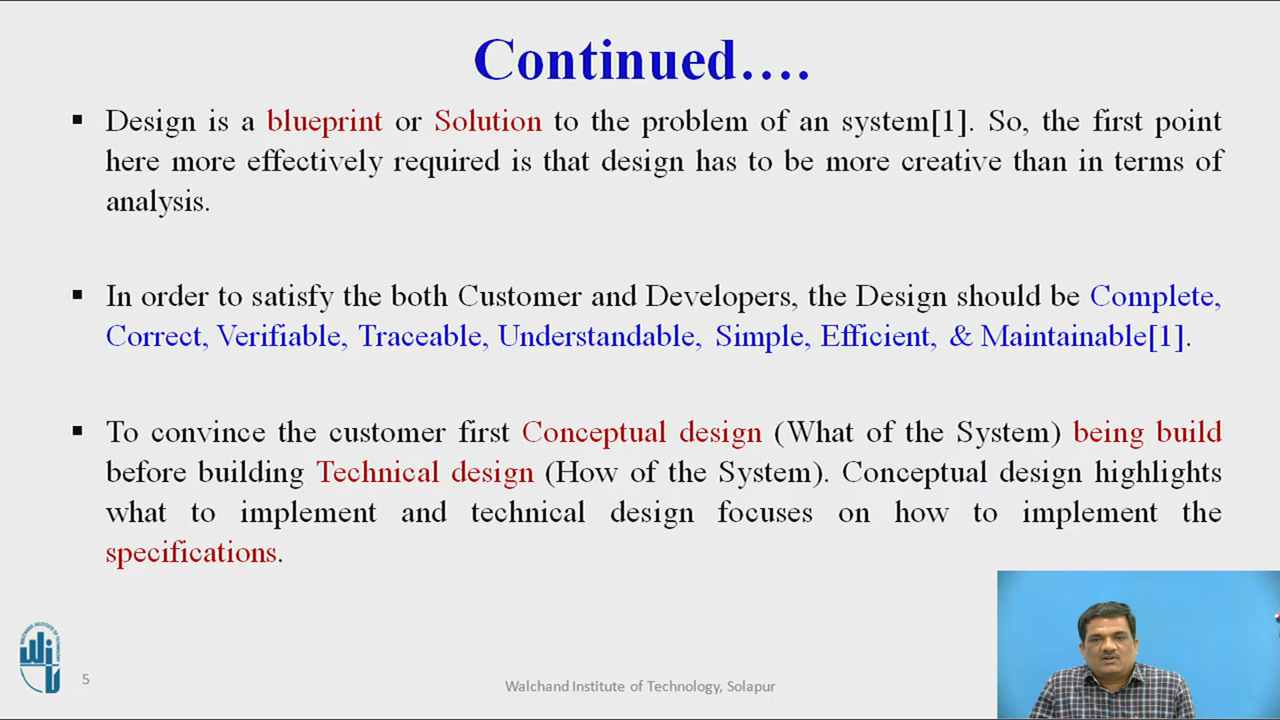 Continued….
▪ Design is a blueprint or Solution to the problem of an system[1]. So, the first point
here more effectively required is that design has to be more creative than in terms of
analysis.
▪ In order to satisfy the both Customer and Developers, the Design should be Complete,
Correct, Verifiable, Traceable, Understandable, Simple, Efficient, & Maintainable[1].
▪ To convince the customer first Conceptual design (What of the System) being build
before building Technical design (How of the System). Conceptual design highlights
what to implement and technical design focuses on how to implement the
specifications.
WALCHAND INSTITUTE OF TECHNOLOGY
5
Walchand Institute of Technology, Solapur